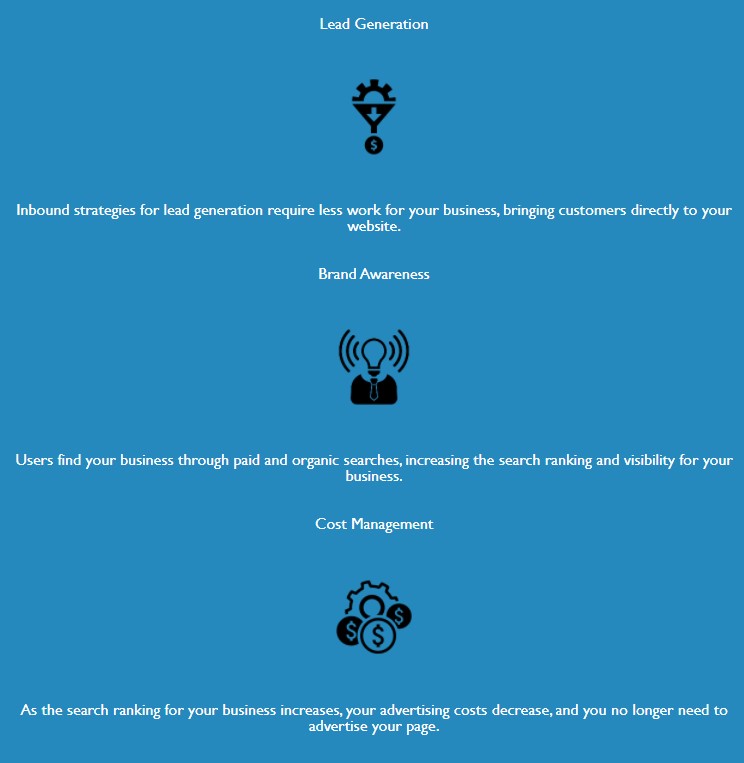 Lead Generation
$
Inbound strategies for lead generation require less work for your business, bringing customers directly to your
website.
Brand Awareness
Users find your business through paid and organic searches, increasing the search ranking and visibility for your
business.
Cost Management
$ $ $
As the search ranking for your business increases, your advertising costs decrease, and you no longer need to
advertise your page.